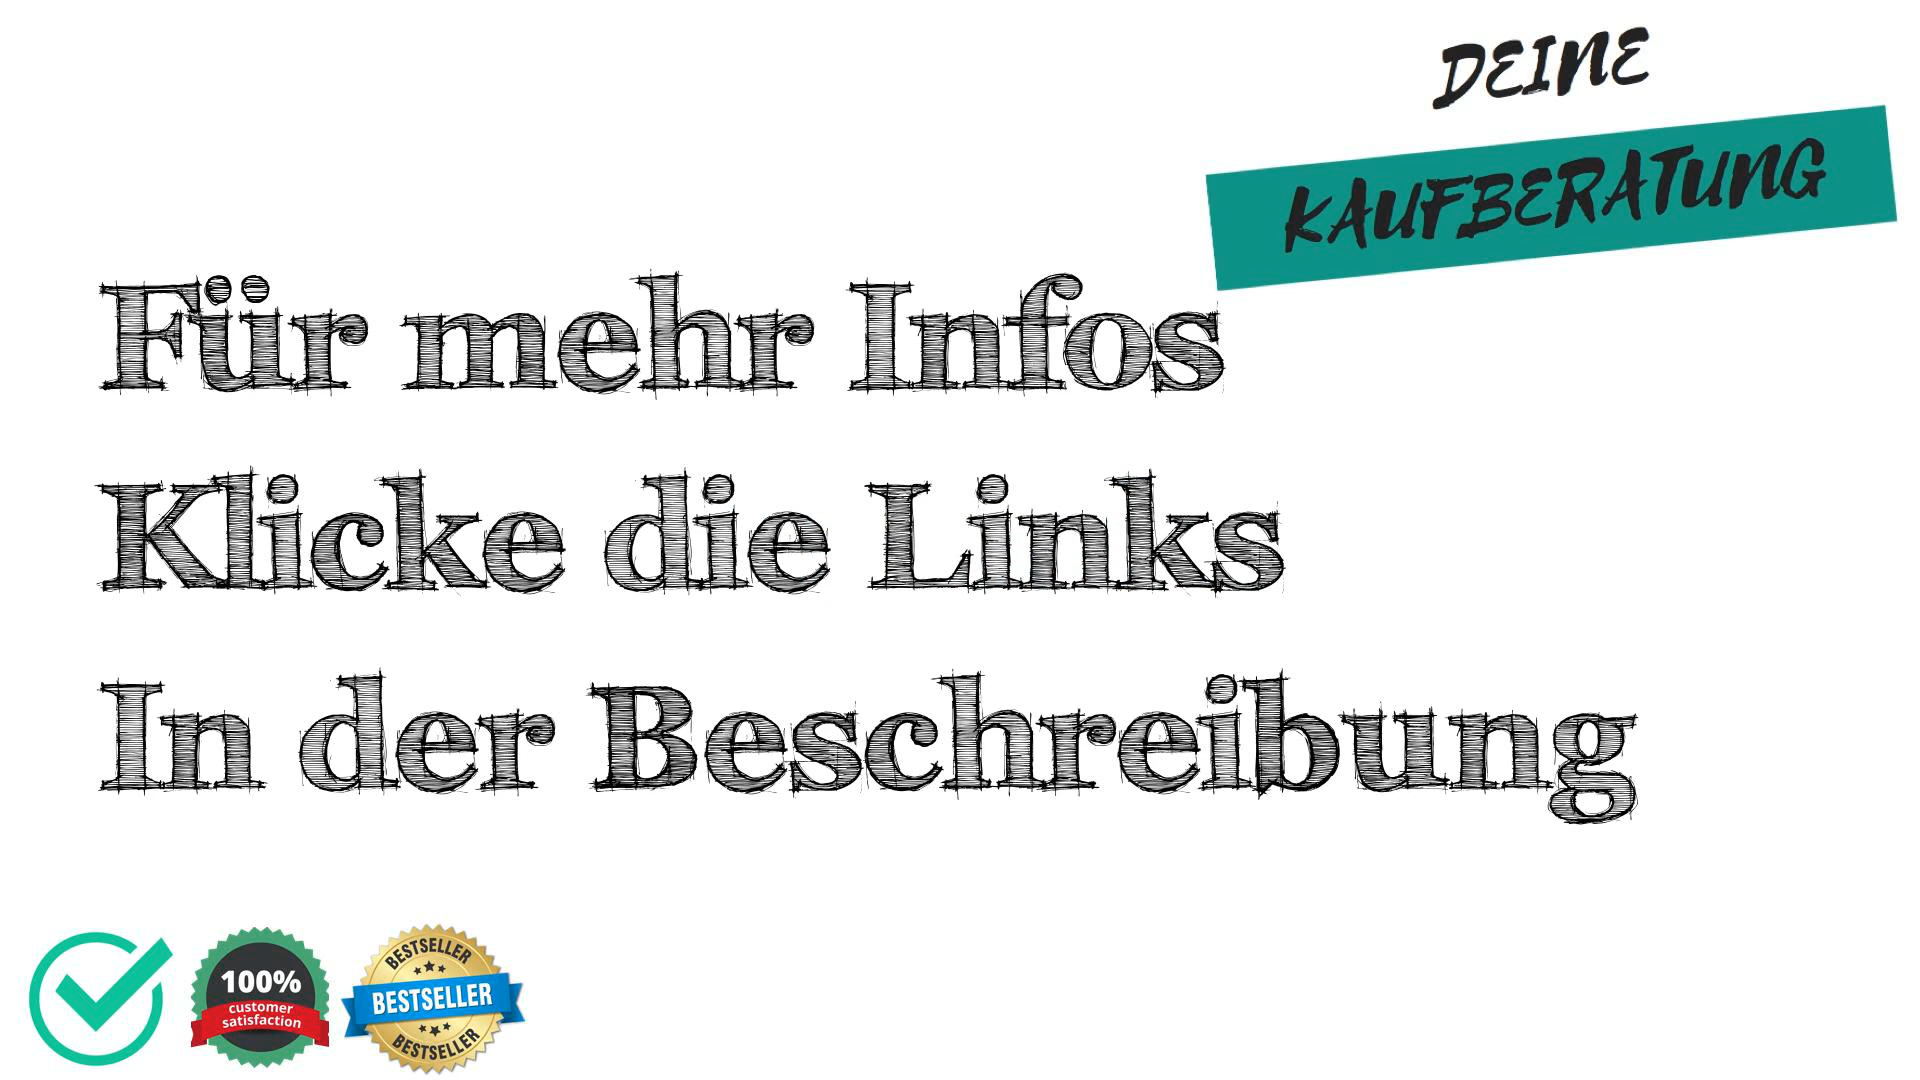 DEINE
KAUFBERATUNG
Für mehr Infos
Klicke die Links
In der Beschreibung
100%
customer
satisfaction
BESTSELLER
BESTSELLER
BESTSELLER